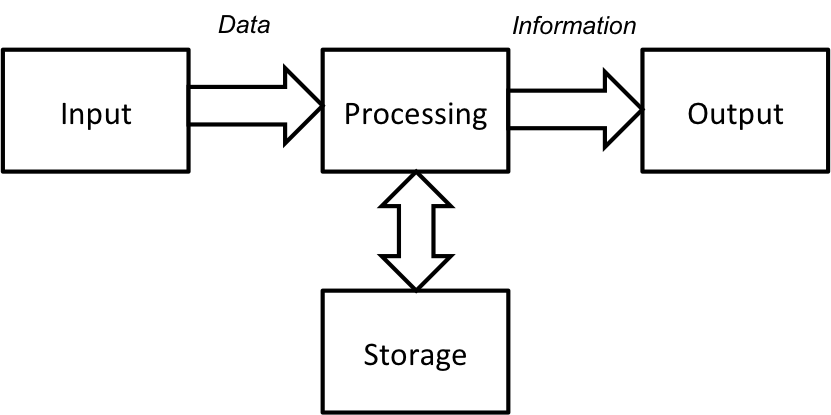 Data
Information
Input
Processing
Output
Storage